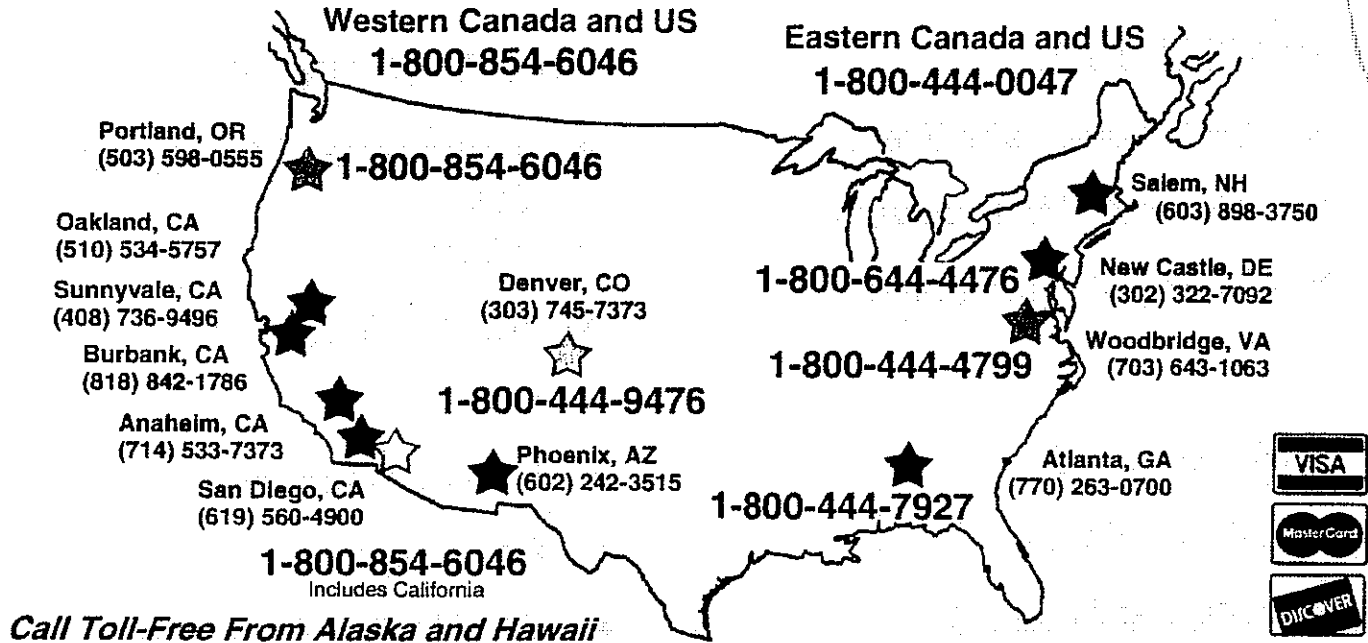 Western Canada and US
1-800-854-6046
Eastern Canada and US
1-800-444-0047
Portland, OR
(503) 598-0555
1-800-854-6046
Oakland, CA
(510) 534-5757
Sunnyvale, CA
(408) 736-9496
Burbank, CA
(818) 842-1786
Anaheim, CA
(714) 533-7373
San Diego, CA
(619) 560-4900
1-800-854-6046
Includes California
Denver, CO
(303) 745-7373
1-800-444-9476
Phoenix, AZ
(602) 242-3515
Salem, NH
(603) 898-3750
1-800-644-4476
New Castle, DE
(302) 322-7092
1-800-444-4799
Woodbridge, VA
(703) 643-1063
Atlanta, GA
(770) 263-0700
1-800-444-7927
VISA
MasterCard
DISCOVER
Call Toll-Free From Alaska and Hawaii